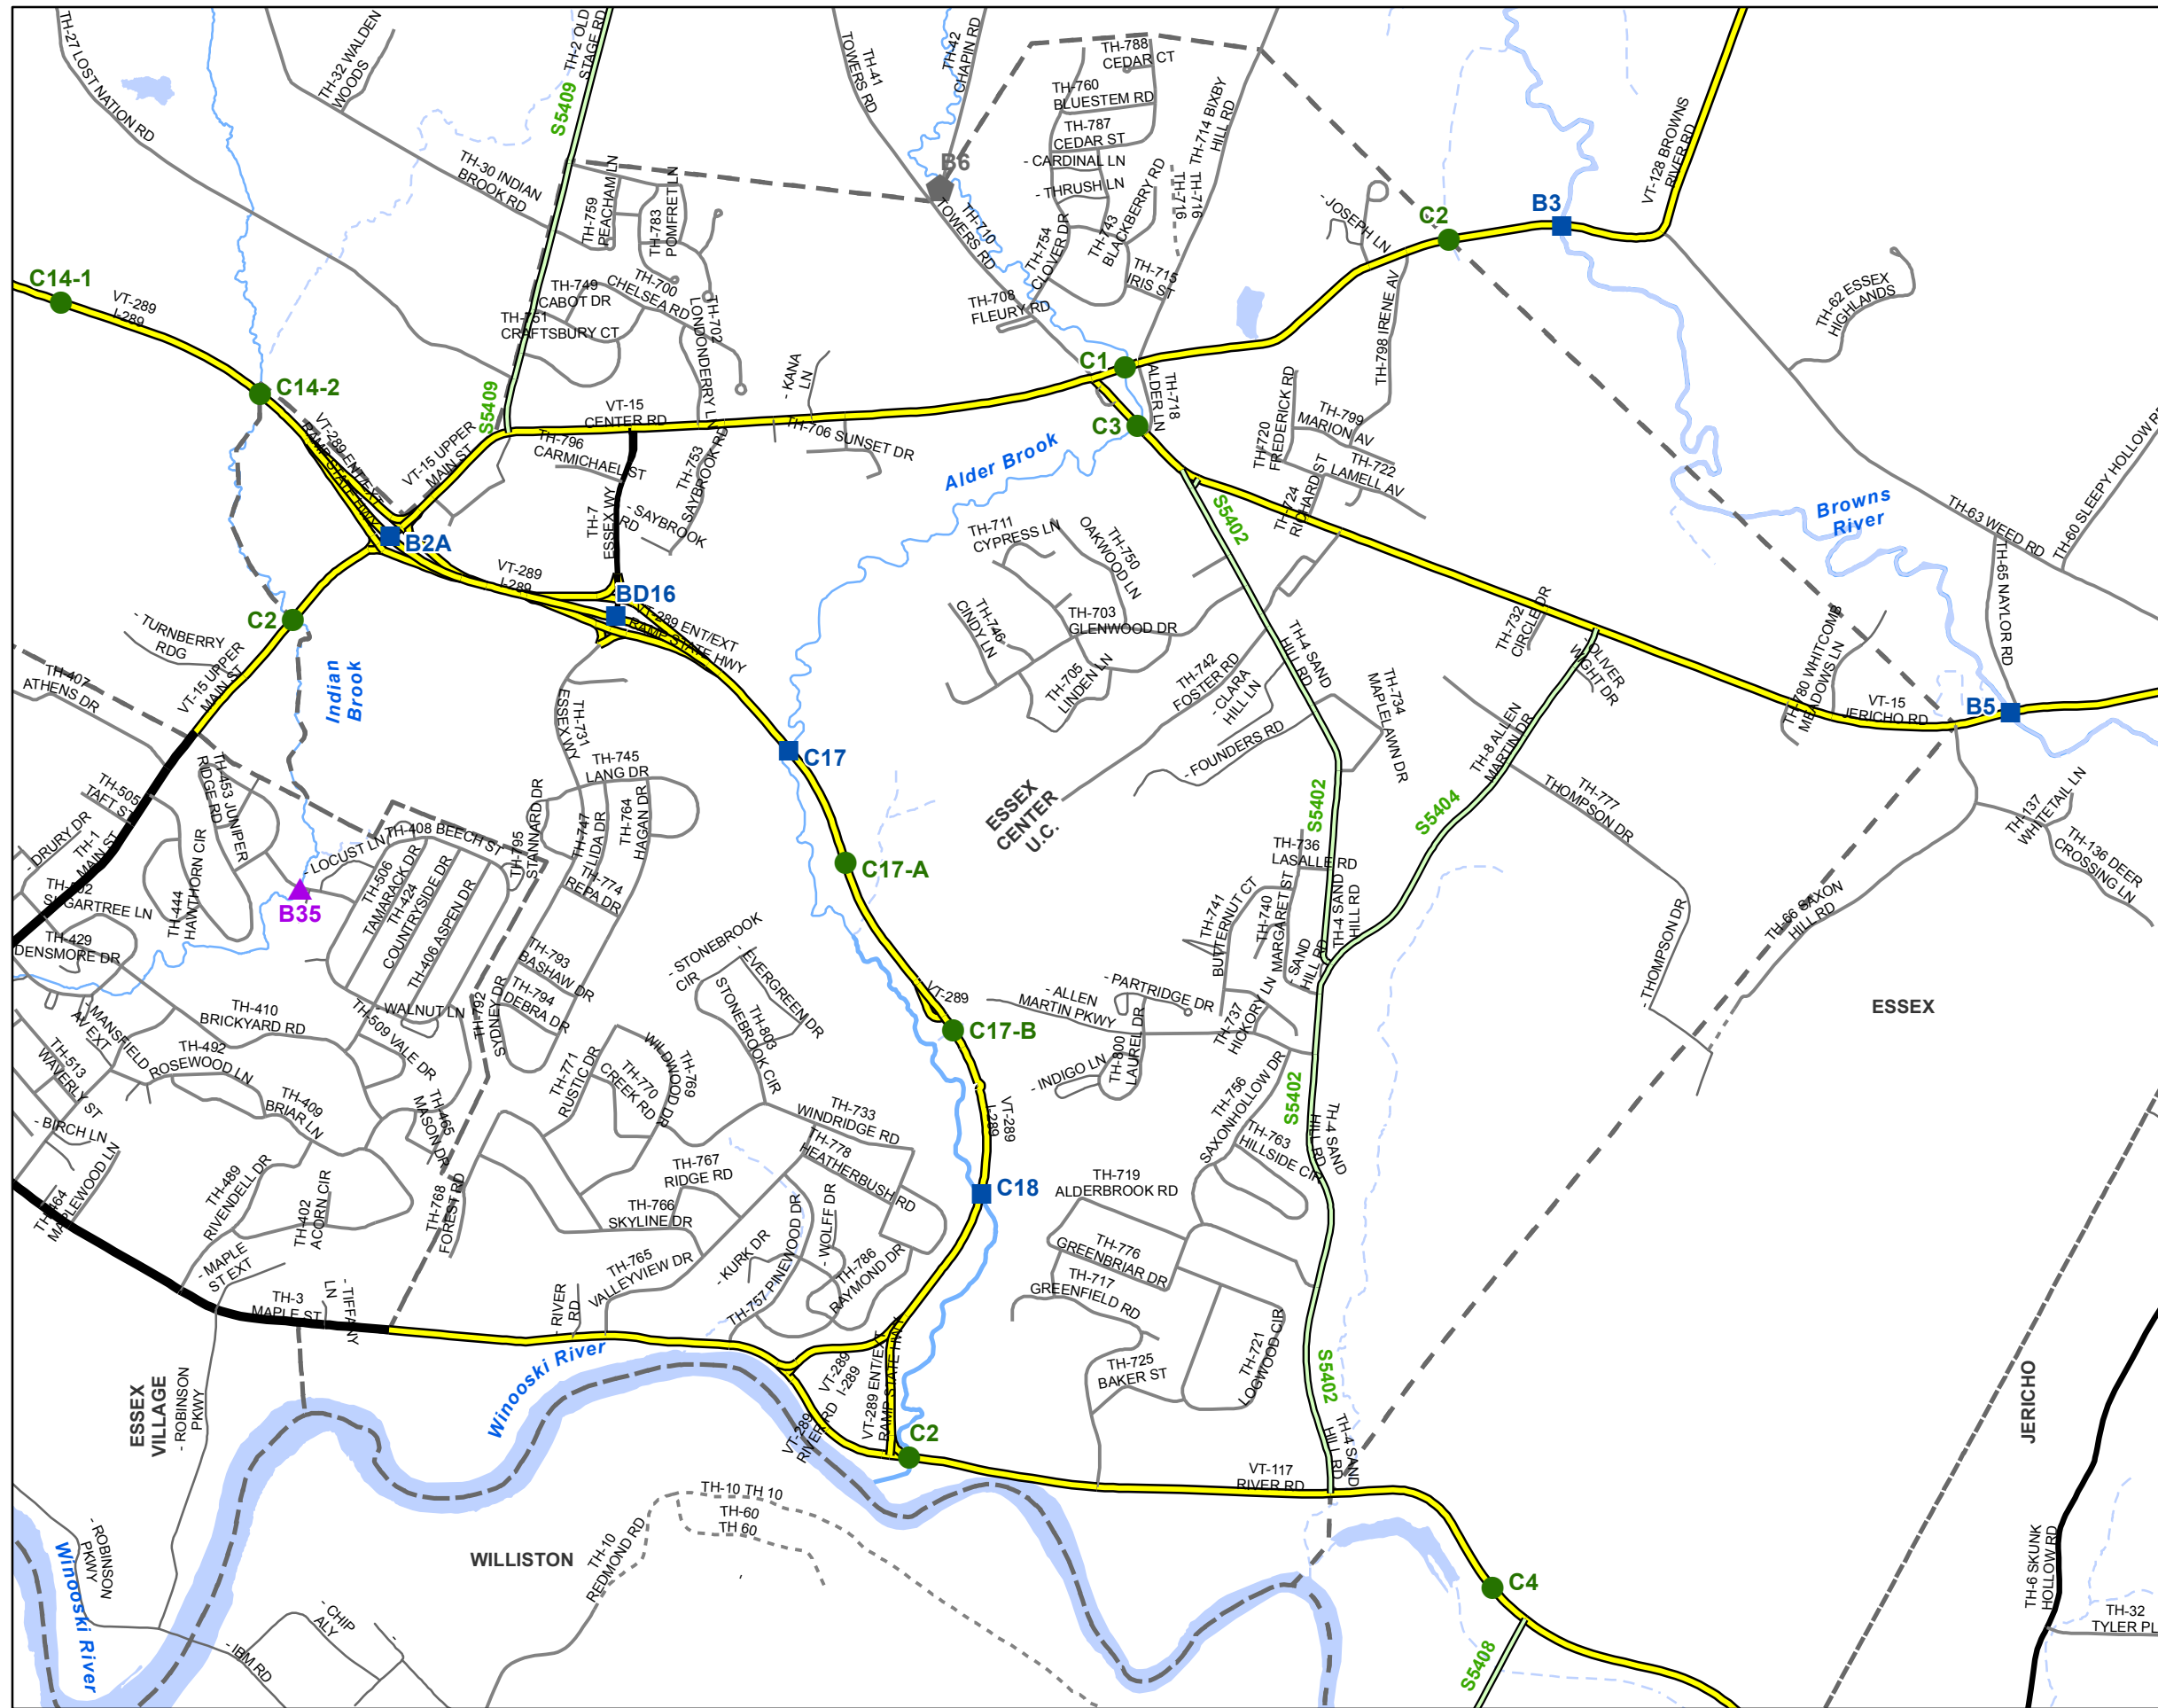 TH-27 LOST NATION RD
TH-32 WALDEN
WOODS
TH-2 OLD
STAGE RD
S5409
TH-41
TOWERS RD
TH-42
CHAPIN RD
TH-788
CEDAR CT
TH-760
BLUESTEM RD
TH-787
CEDAR ST
- CARDINAL LN
- THRUSH LN
TH-714 BIXBY
HILL RD
TH-716
TH-716
VT-128 BROWNS
RIVER RD
TH-30 INDIAN
BROOK RD
TH-759
PEACHAM LN
TH-783
POMFRET LN
B6
TH-710
TOWERS RD
TH-754
CLOVER DR
TH-743
BLACKBERRY RD
TH-715
IRIS ST
- JOSEPH LN
C2
B3
TH-62 ESSEX
HIGHLANDS
C14-1
VT-289
I-289
TH-749
CABOT DR
TH-700
CHELSEA RD
TH-751
CRAFTSBURY CT
TH-702
LONDONDERRY LN
TH-708
FLEURY RD
TH-798 IRENE AV
C14-2
S5409
- KANA
LN
C1
TH-718
ALDER LN
C3
VT-15
CENTER RD
TH-706 SUNSET DR
TH-720
FREDERICK RD
TH-799
MARION AV
TH-722
LAMELL AV
TH-724
RICHARD ST
VT-289 ENT/EXT
RAMP STATE HWY
VT-15 UPPER
MAIN ST
TH-796
CARMICHAEL ST
TH-753
SAYBROOK RD
- SAYBROOK
RD
TH-7
ESSEX WY
Alder Brook
S5402
Browns
River
TH-63 WEED RD
TH-60 SLEEPY HOLLOW RD
TH-65 NAYLOR RD
B2A
VT-289
I-289
BD16
VT-289 ENT/EXT
RAMP STATE HWY
TH-711
CYPRESS LN
TH-750
OAKWOOD LN
TH-746
CINDY LN
TH-703
GLENWOOD DR
TH-705
LINDEN LN
TH-742
FOSTER RD
- CLARA
HILL LN
- FOUNDERS RD
TH-4 SAND
HILL RD
TH-734
MAPLELAWN DR
TH-732
CIRCLE DR
- OLIVER
WIGHT DR
TH-780 WHITCOMB
MEADOWS LN
VT-15
JERICHO RD
B5
C2
- TURNBERRY
RDG
VT-15 UPPER
MAIN ST
Indian
Brook
TH-407
ATHENS DR
TH-731
ESSEX WY
C17
TH-8 ALLEN
MARTIN DR
TH-777
THOMPSON DR
S5402
S5404
ESSEX
CENTER
U.C.
TH-745
LANG DR
TH-505
TAFT ST
TH-453 JUNIPER
RIDGE RD
- DRURY DR
TH-1
MAIN ST
TH-502
SUGARTREE LN
TH-444
HAWTHORN CIR
- LOCUST LN
TH-408 BEECH ST
TH-795
STANNARD DR
TH-747
ALIDA DR
TH-764
HAGAN DR
TH-774
REPA DR
C17-A
TH-736
LASALLE RD
TH-137
WHITETAIL LN
TH-136 DEER
CROSSING LN
TH-66 SAXON
HILL RD
B35
TH-506
TAMARACK DR
TH-424
COUNTRYSIDE DR
TH-406 ASPEN DR
TH-429
DENSMORE DR
TH-741
BUTTERNUT CT
TH-740
MARGARET ST
TH-4 SAND
HILL RD
- SAND
HILL RD
- THOMPSON DR
TH-793
BASHAW DR
TH-794
DEBRA DR
TH-792
SYDNEY DR
- STONEBROOK
CIR
- EVERGREEN DR
TH-803
STONEBROOK CIR
VT-289
C17-B
- ALLEN
MARTIN PKWY
- PARTRIDGE DR
TH-737
HICKORY LN
ESSEX
- MANSFIELD
AV EXT
TH-410
BRICKYARD RD
- WALNUT LN
TH-509 VALE DR
TH-513
WAVERLY ST
TH-492
ROSEWOOD LN
TH-409
BRIAR LN
TH-465
MASON DR
TH-771
RUSTIC DR
TH-770
CREEK RD
TH-769
WILDWOOD DR
TH-800
LAUREL DR
- INDIGO LN
TH-756
SAXONHOLLOW DR
S5402
TH-763
HILLSIDE CIR
TH-4 SAND
HILL RD
- BIRCH LN
TH-464
MAPLEWOOD LN
TH-733
WINDRIDGE RD
TH-778
HEATHERBUSH RD
VT-289
I-289
C18
TH-489
RIVENDELL DR
TH-402
ACORN CIR
TH-768
FOREST RD
TH-767
RIDGE RD
TH-766
SKYLINE DR
TH-719
ALDERBROOK RD
TH-776
GREENBRIAR DR
TH-717
GREENFIELD RD
- MAPLE
ST EXT
TH-765
VALLEYVIEW DR
- KURK DR
TH-757 PINEWOOD DR
- WOLFF DR
TH-786
RAYMOND DR
TH-3
MAPLE ST
- TIFFANY
LN
- RIVER
RD
TH-721
LOGWOOD CIR
TH-725
BAKER ST
S5402
Winooski River
ESSEX
VILLAGE
- ROBINSON
PKWY
VT-289
I-289
VT-289
RIVER RD
VT-289 ENT/EXT
RAMP STATE HWY
C2
TH-4 SAND
HILL RD
JERICHO
VT-117
RIVER RD
TH-10 TH 10
TH-60
TH 60
TH-10
REDMOND RD
WILLISTON
- ROBINSON
PKWY
Winooski River
- CHIP
ALY
- IBM RD
C4
S5408
TH-6 SKUNK
HOLLOW RD
TH-32
TYLER PL